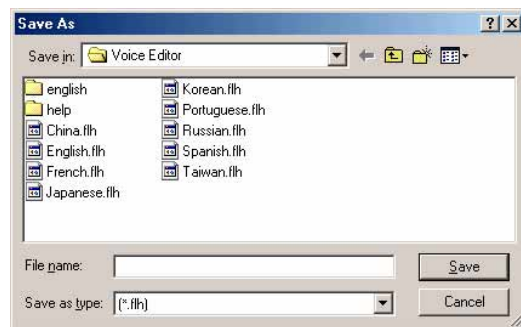 Save As
Save in: Voice Editor
english
help
China.flh
English.flh
French.flh
Japanese.flh
Korean.flh
Portuguese.flh
Russian.flh
Spanish.flh
Taiwan.flh
File name:
Save
Save as type: (*.flh)
Cancel